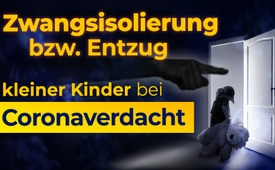 Zwangsisolierung
bzw. Entzug
kleiner Kinder bei
Coronaverdacht